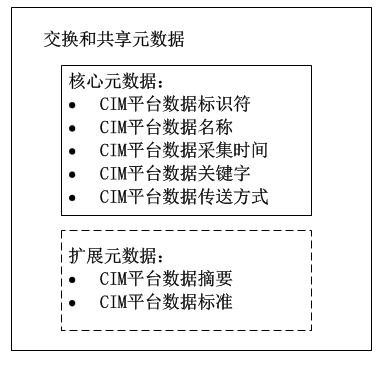 交换和共享元数据
核心元数据：
• CIM平台数据标识符
• CIM平台数据名称
• CIM平台数据采集时间
• CIM平台数据关键字
• CIM平台数据传送方式
扩展元数据：
• CIM平台数据摘要
• CIM平台数据标准